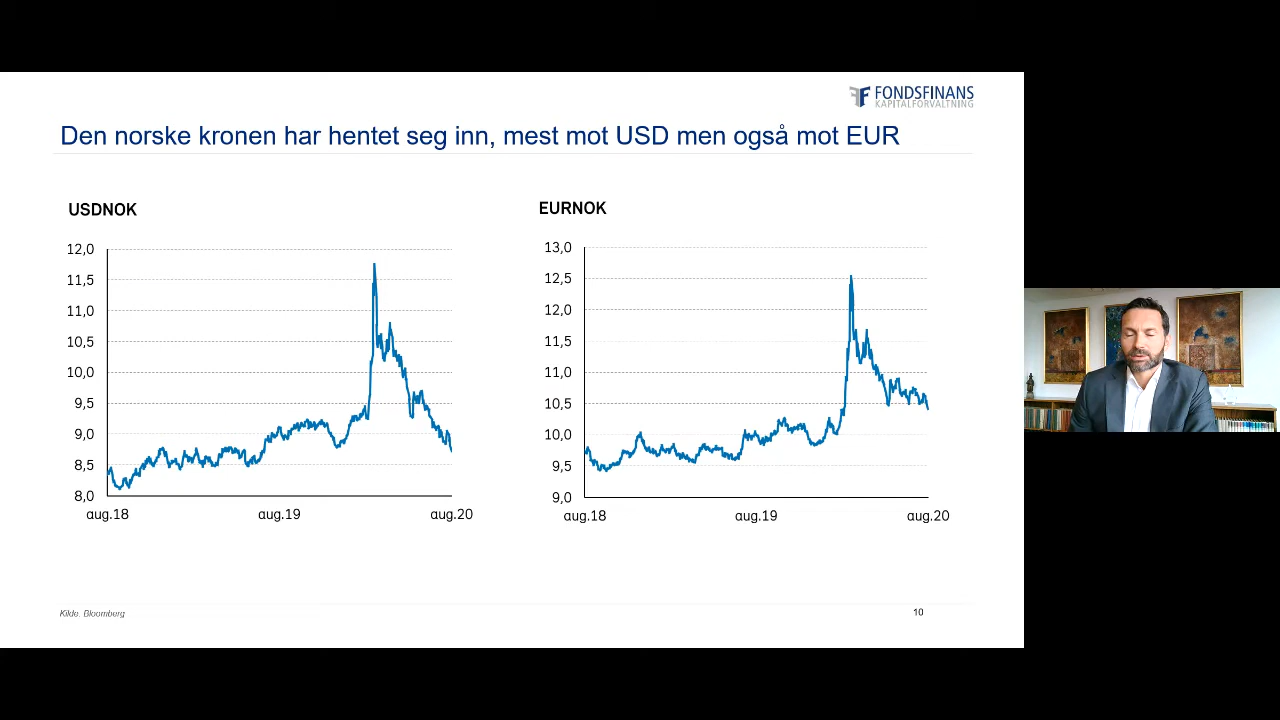 FONDSFINANS
KAPITALFORVALTNING
Den norske kronen har hentet seg inn, mest mot USD men også mot EUR
USDNOK
12,0
11,5
11,0
10,5
10,0
9,5
9,0
8,5
8,0
aug.18
aug.19
aug.20
EURNOK
13,0
12,5
12,0
11,5
11,0
10,5
10,0
9,5
9,0
aug.18
aug.19
aug.20
Kilde: Bloomberg
10